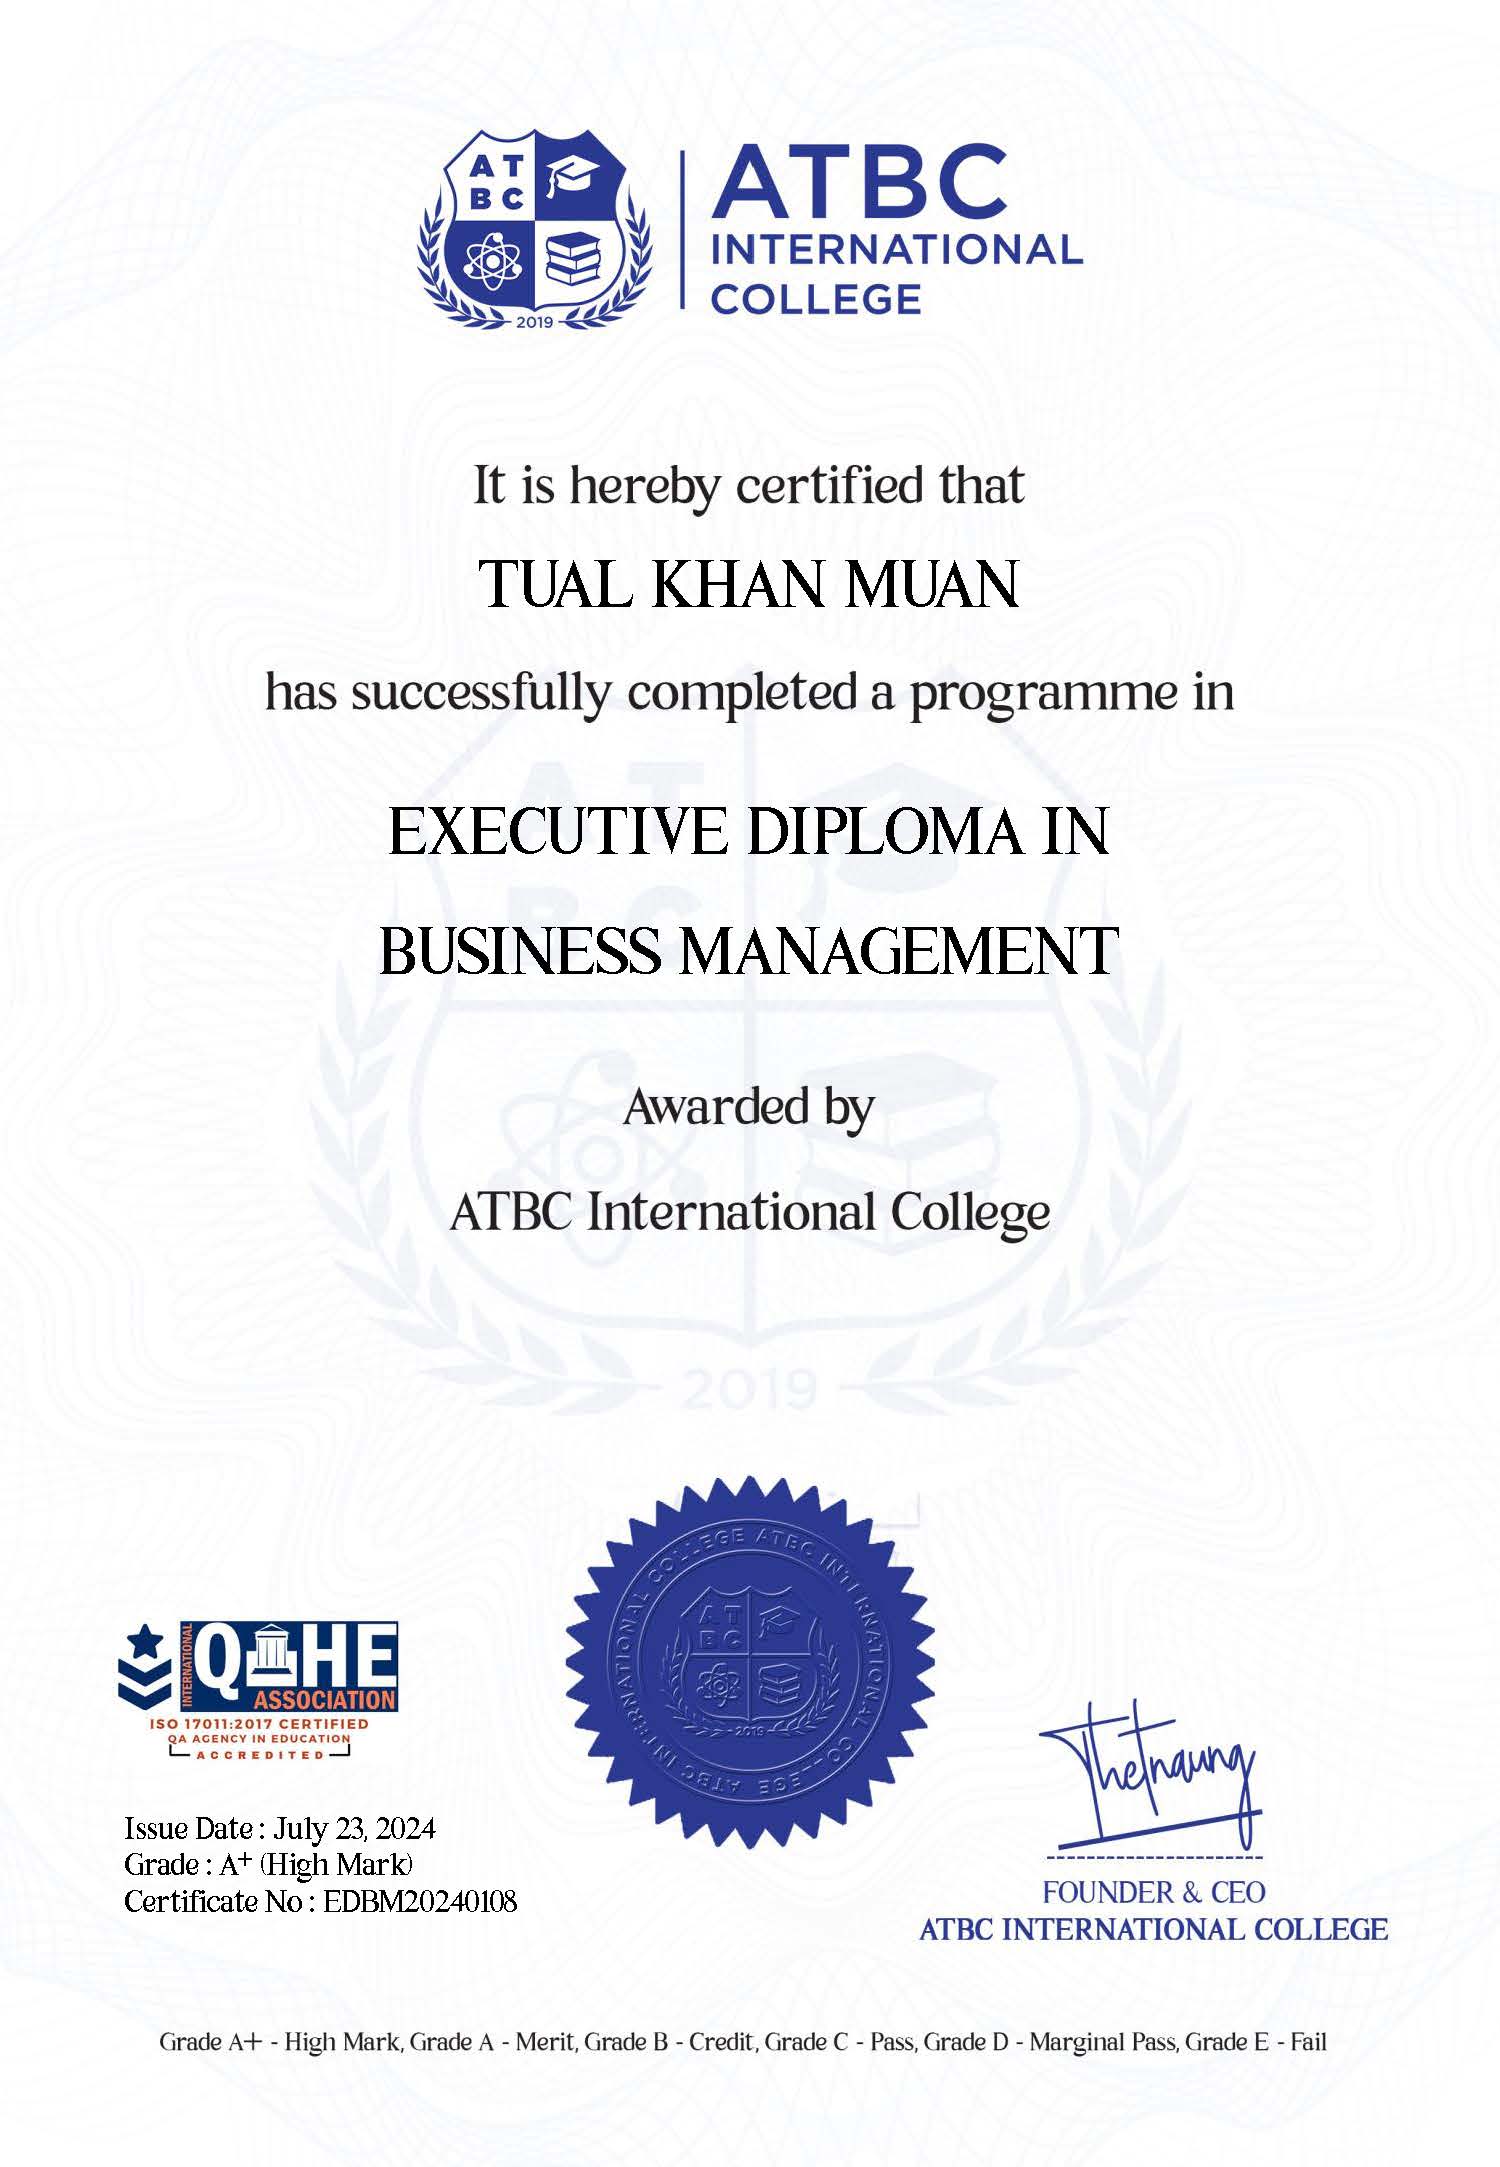 AT
BC
2019
ATBC
INTERNATIONAL
COLLEGE
It is hereby certified that
TUAL KHAN MUAN
has successfully completed a programme in
EXECUTIVE DIPLOMA IN
BUSINESS MANAGEMENT
Awarded by
ATBC International College
2019
ATBC INTERNATIONAL COLLEGE ATBC INTERNATIONAL COLLEGE
AT
BC
2019
INTERNATIONAL
QAHE
ASSOCIATION
ISO 17011:2017 CERTIFIED
QA AGENCY IN EDUCATION
ACCREDITED
Issue Date : July 23, 2024
Grade : A+ (High Mark)
Certificate No : EDBM20240108
Thetnaung
FOUNDER & CEO
ATBC INTERNATIONAL COLLEGE
Grade A+ - High Mark, Grade A - Merit, Grade B - Credit, Grade C - Pass, Grade D - Marginal Pass, Grade E - Fail